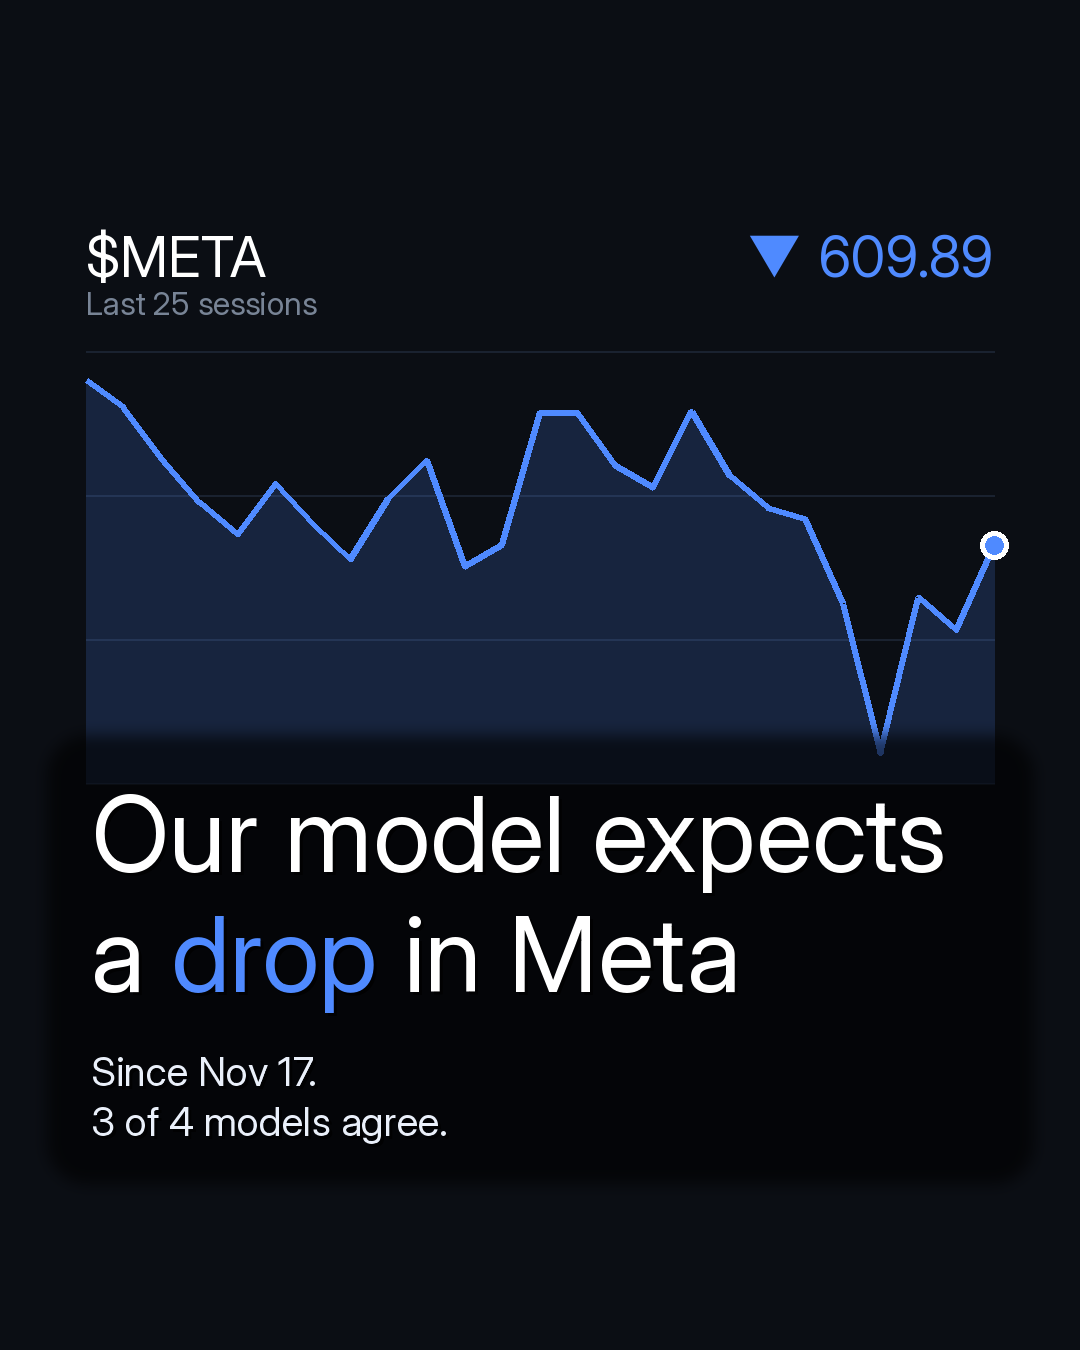 $META
▼ 609.89
Last 25 sessions
Our model expects
a drop in Meta
Since Nov 17.
3 of 4 models agree.